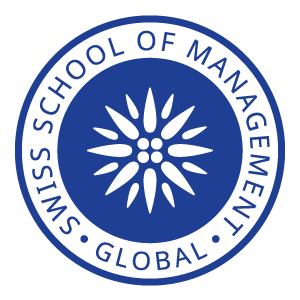 SWISS SCHOOL OF MANAGEMENT
• GLOBAL •